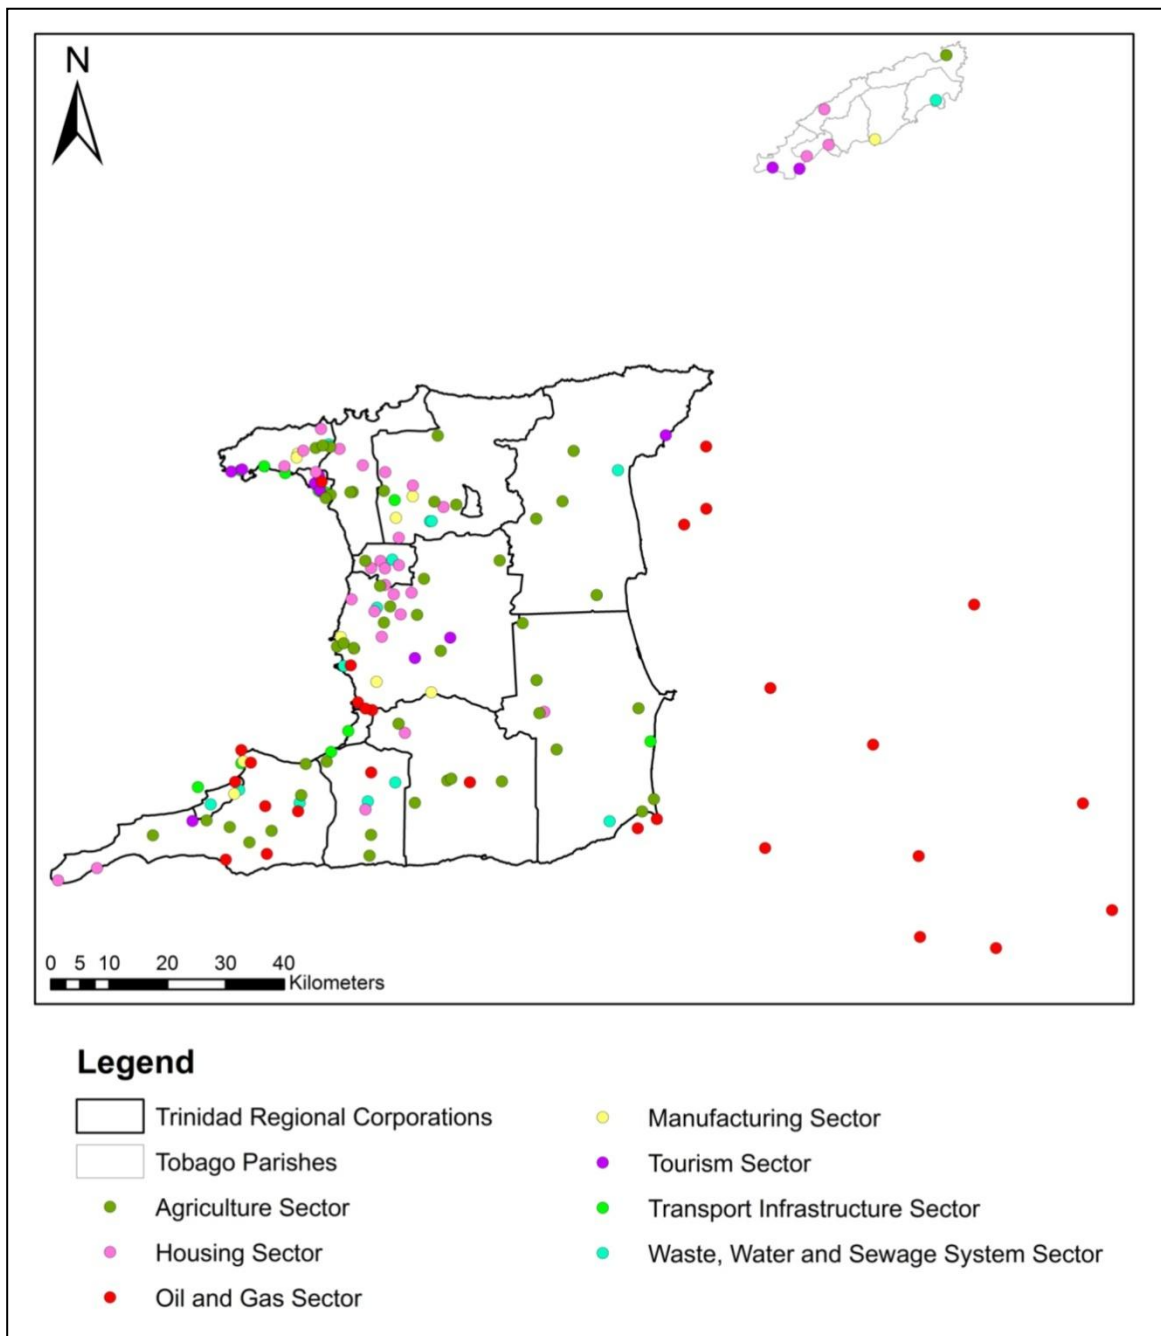 N
0 5 10 20 30 40
Kilometers
Legend
Trinidad Regional Corporations
Tobago Parishes
Agriculture Sector
Housing Sector
Oil and Gas Sector
Manufacturing Sector
Tourism Sector
Transport Infrastructure Sector
Waste, Water and Sewage System Sector